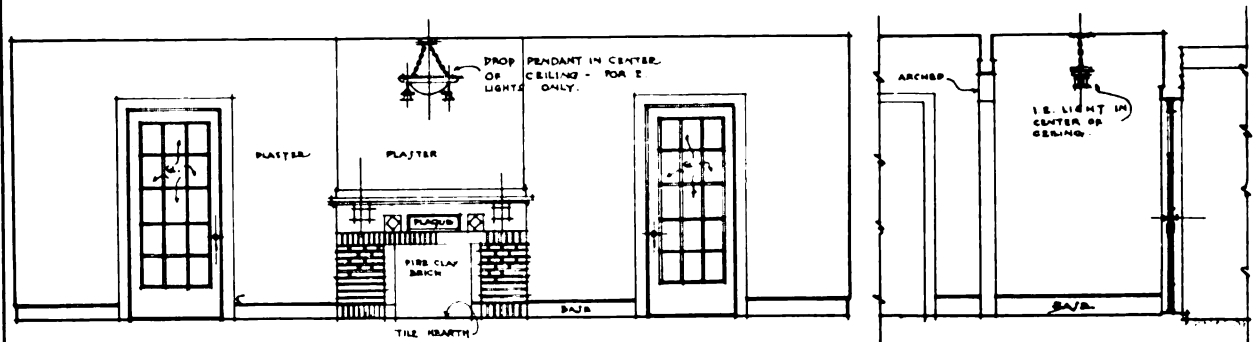 DROP PENDANT IN CENTER
OF CEILING - FOR 2
LIGHTS ONLY.
PLASTER
PLASTER
G.
G.
PLAQUE
FIRE CLAY
BRICK
TILE HEARTH
BASE
ARCHED
LIGHT IN
CENTER OF
CEILING.
BASE